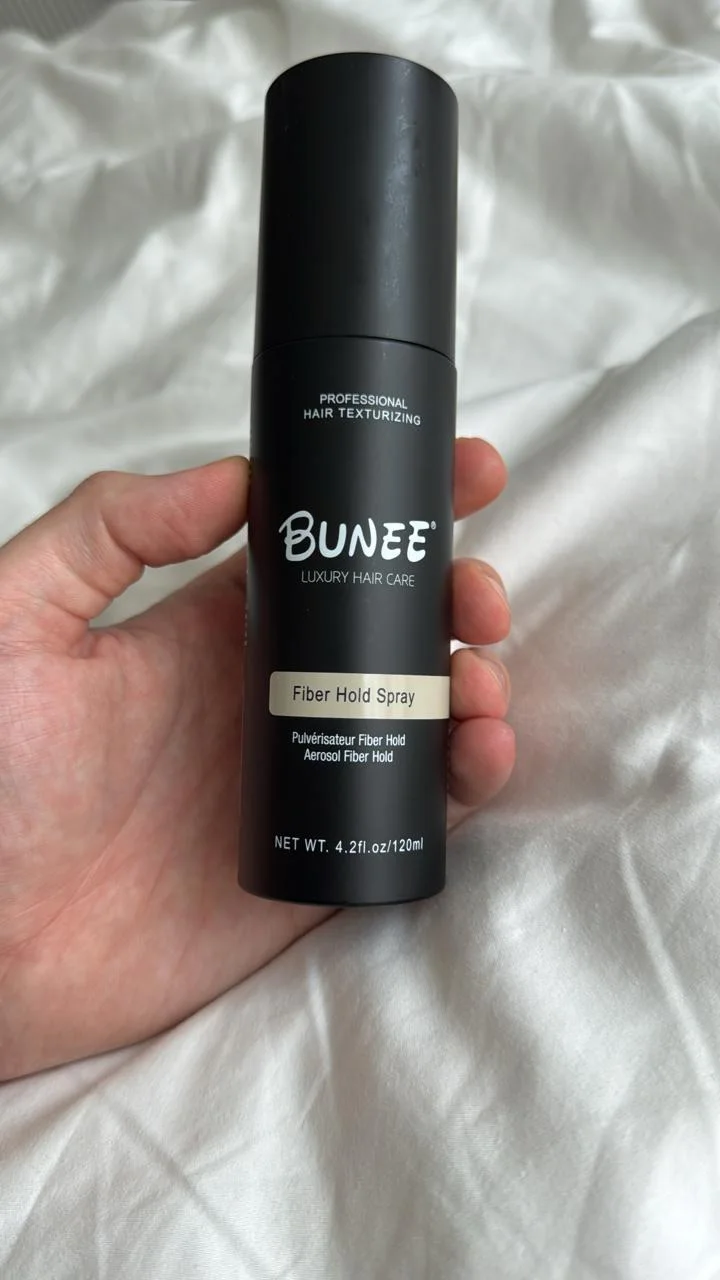 PROFESSIONAL
HAIR TEXTURIZING
BUNEE®
LUXURY HAIR CARE
Fiber Hold Spray
Pulvérisateur Fiber Hold
Aerosol Fiber Hold
NET WT. 4.2fl.oz/120ml